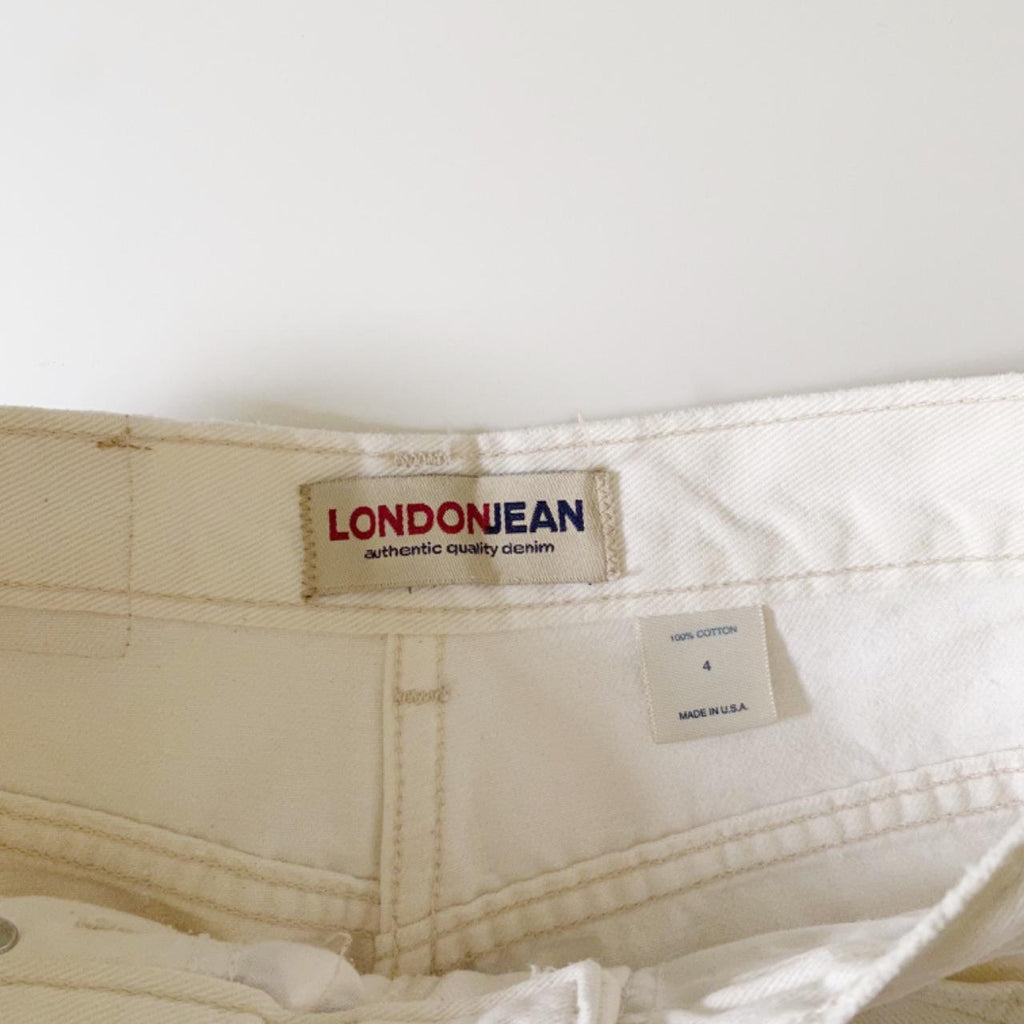 LONDONJEAN
authentic quality denim
100% COTTON
4
MADE IN U.S.A.